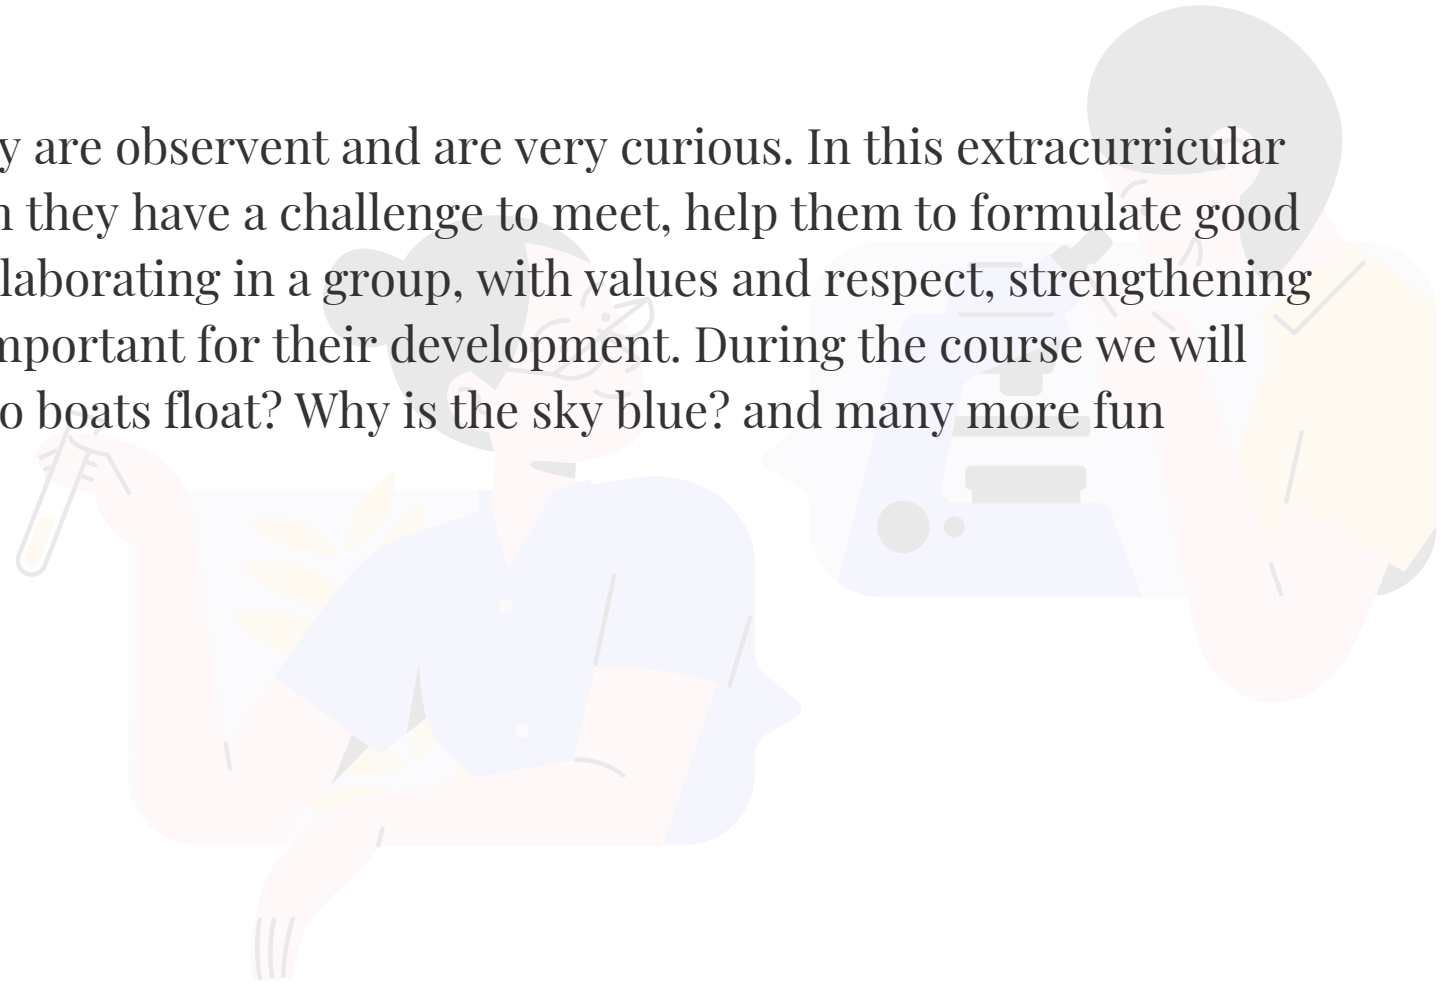 y are observent and are very curious. In this extracurricular
they have a challenge to meet, help them to formulate good
laborating in a group, with values and respect, strengthening
mportant for their development. During the course we will
o boats float? Why is the sky blue? and many more fun